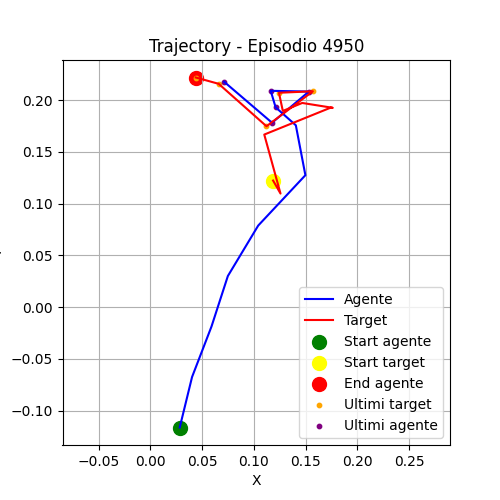 Trajectory - Episodio 4950
0.20
0.15
0.10
0.05
0.00
−0.05
−0.10
Agente
Target
Start agente
Start target
End agente
Ultimi target
Ultimi agente
−0.05 0.00 0.05 0.10 0.15 0.20 0.25
X